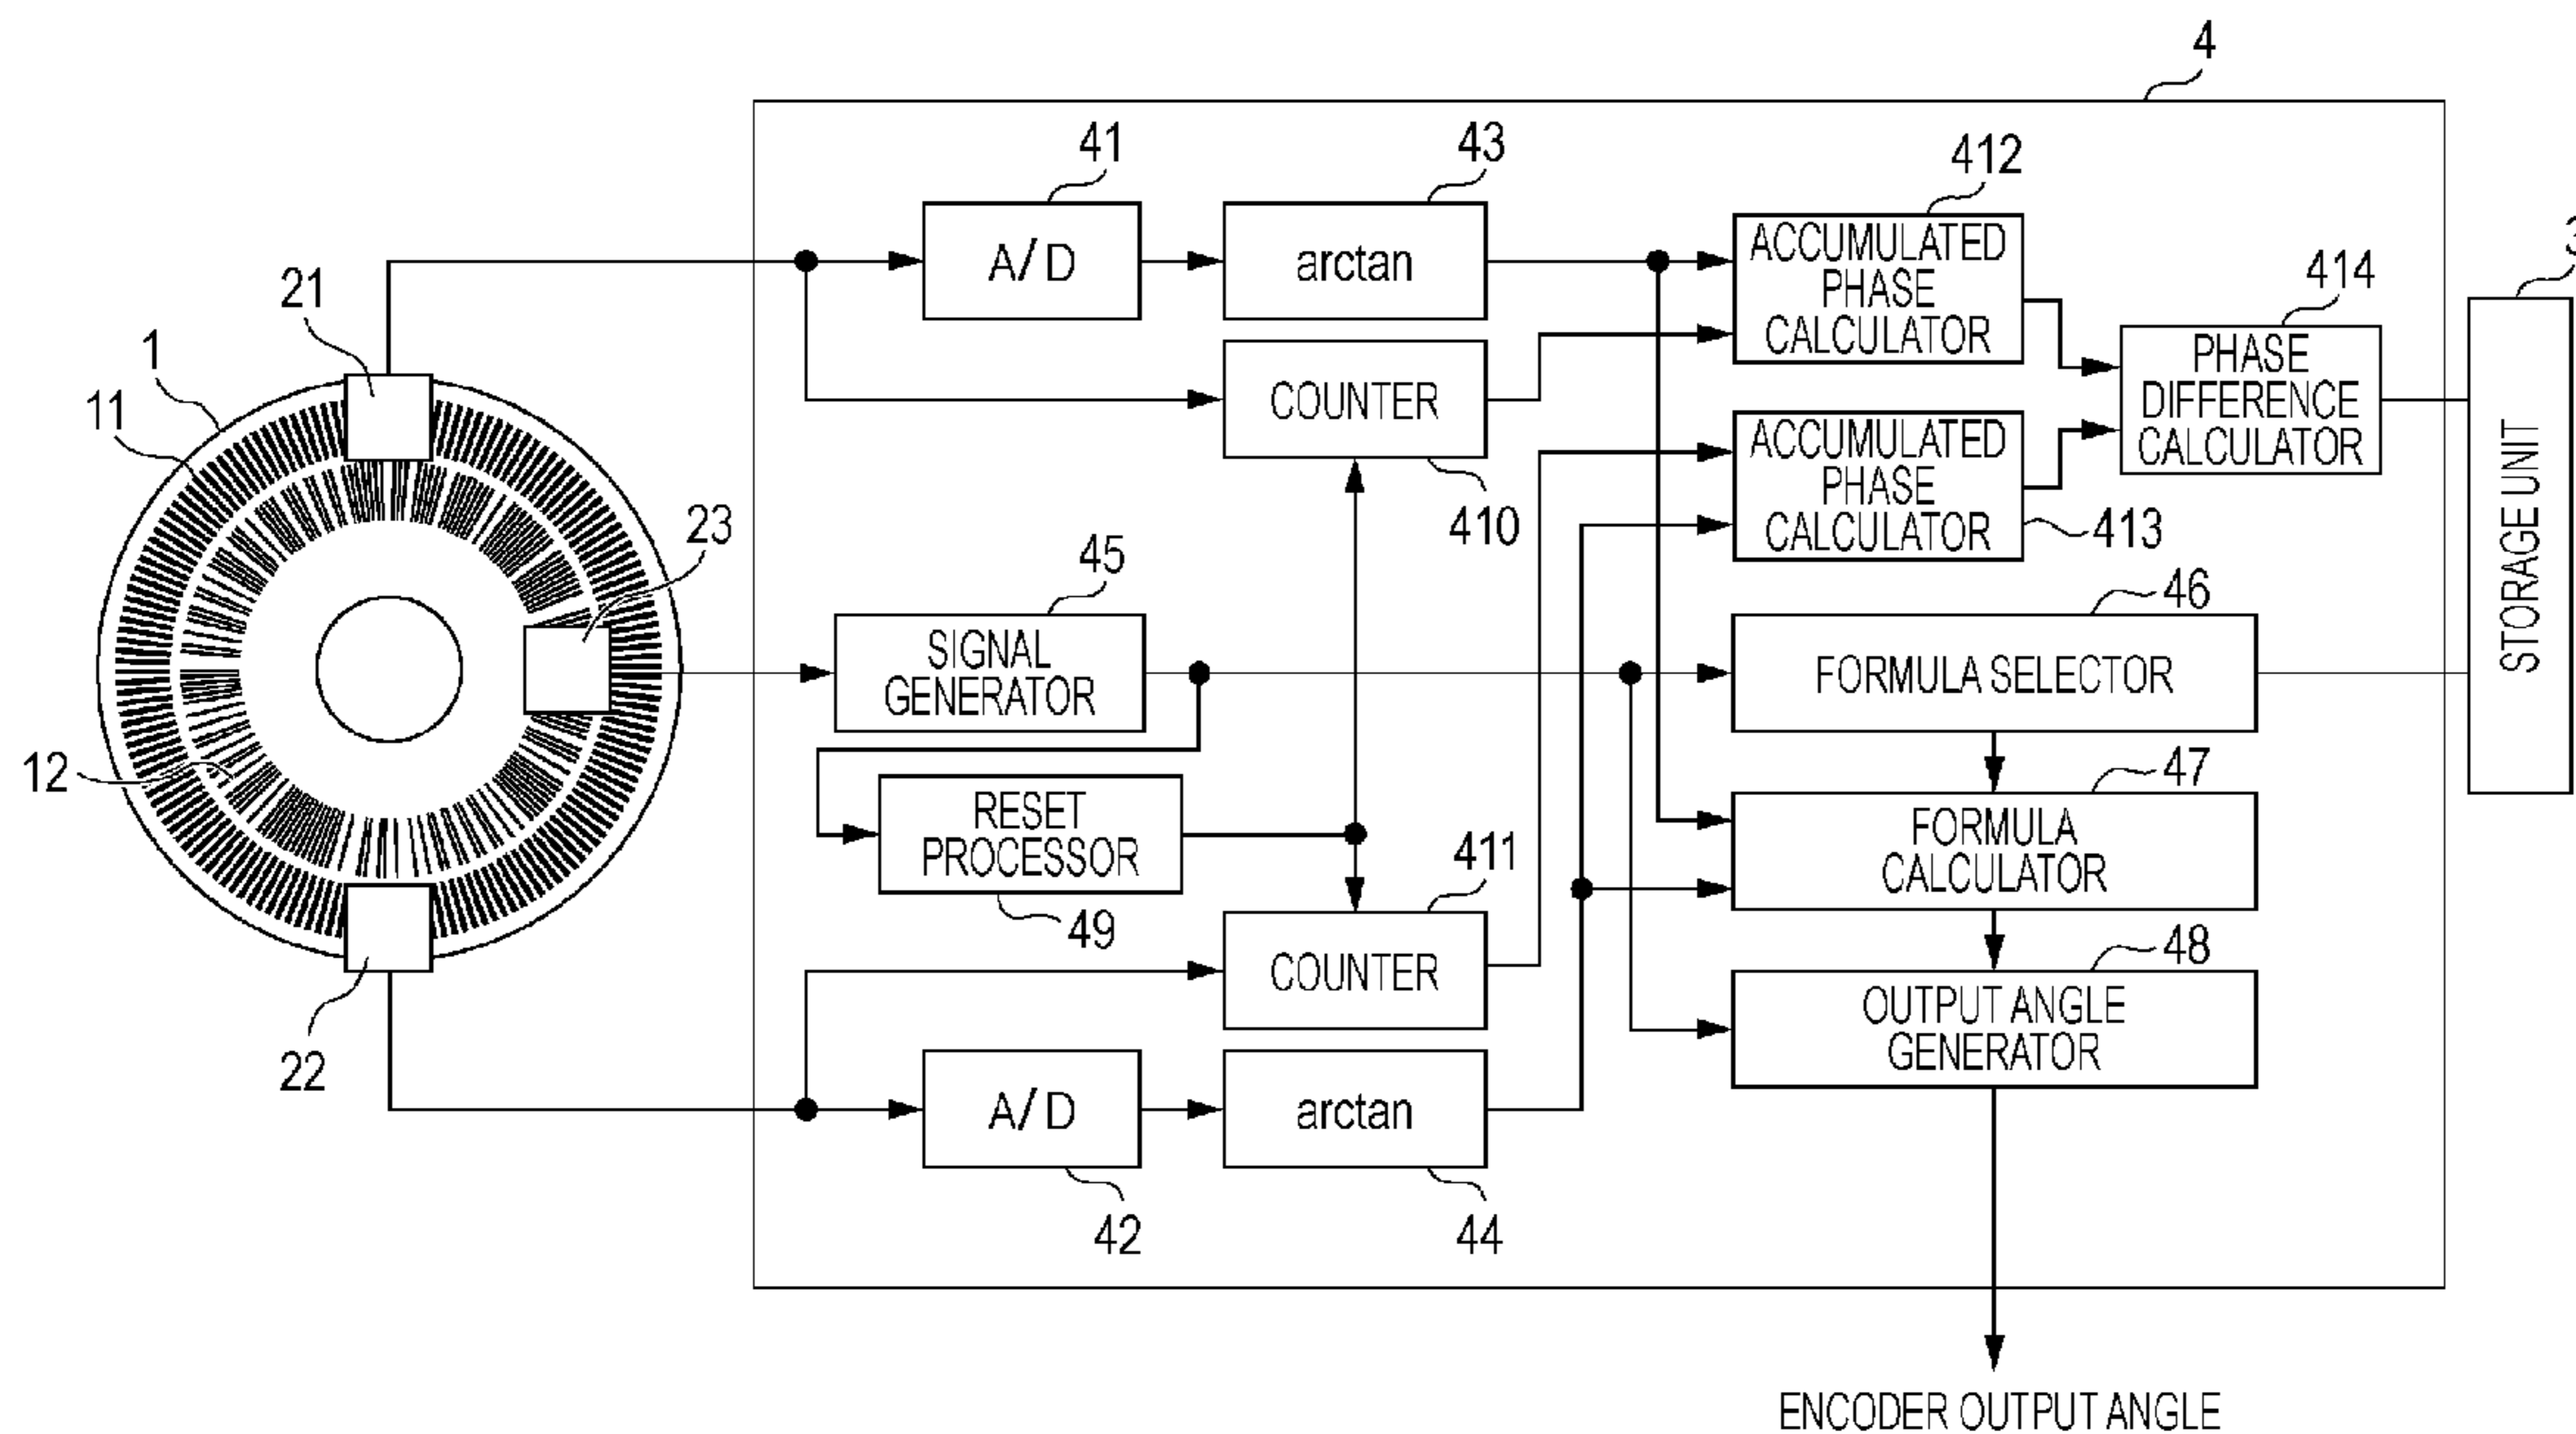 4
41
43
412
A/D
arctan
ACCUMULATED
PHASE
CALCULATOR
414
3
21
1
11
COUNTER
410
PHASE
DIFFERENCE
CALCULATOR
ACCUMULATED
PHASE
CALCULATOR
413
STORAGE UNIT
23
45
46
SIGNAL
GENERATOR
FORMULA SELECTOR
12
47
RESET
PROCESSOR
49
411
FORMULA
CALCULATOR
48
COUNTER
22
OUTPUT ANGLE
GENERATOR
A/D
arctan
42
44
ENCODER OUTPUT ANGLE